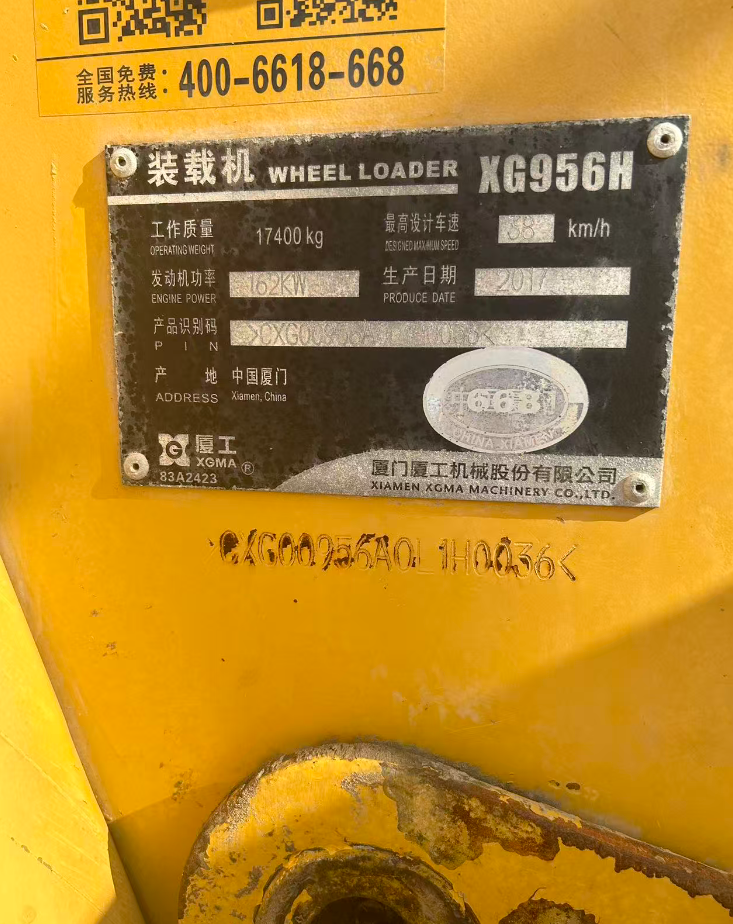 全国免费：
服务热线：
400-6618-668
装载机 WHEEL LOADER XG956H
工作质量 17400 kg 最高设计车速 38 km/h
OPERATING WEIGHT DESIGNED MAXIMUM SPEED
发动机功率 162KW 生产日期 2017
ENGINE POWER PRODUCE DATE
产品识别码
P I N
产 地 中国厦门
ADDRESS Xiamen, China
668
CHINA XIAMEN
厦工
XGMA ®
83A2423
厦门厦工机械股份有限公司
XIAMEN XGMA MACHINERY CO.,LTD.
>CXG00956A0L1H0036<